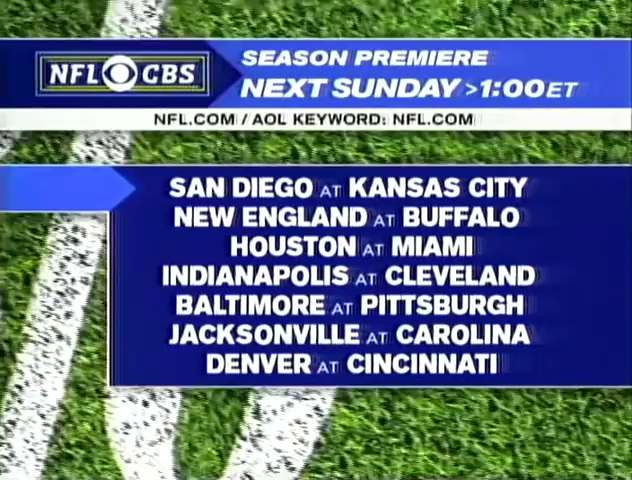 NFL CBS
SEASON PREMIERE
NEXT SUNDAY >1:00ET
NFL.COM / AOL KEYWORD: NFL.COM
SAN DIEGO AT KANSAS CITY
NEW ENGLAND AT BUFFALO
HOUSTON AT MIAMI
INDIANAPOLIS AT CLEVELAND
BALTIMORE AT PITTSBURGH
JACKSONVILLE AT CAROLINA
DENVER AT CINCINNATI